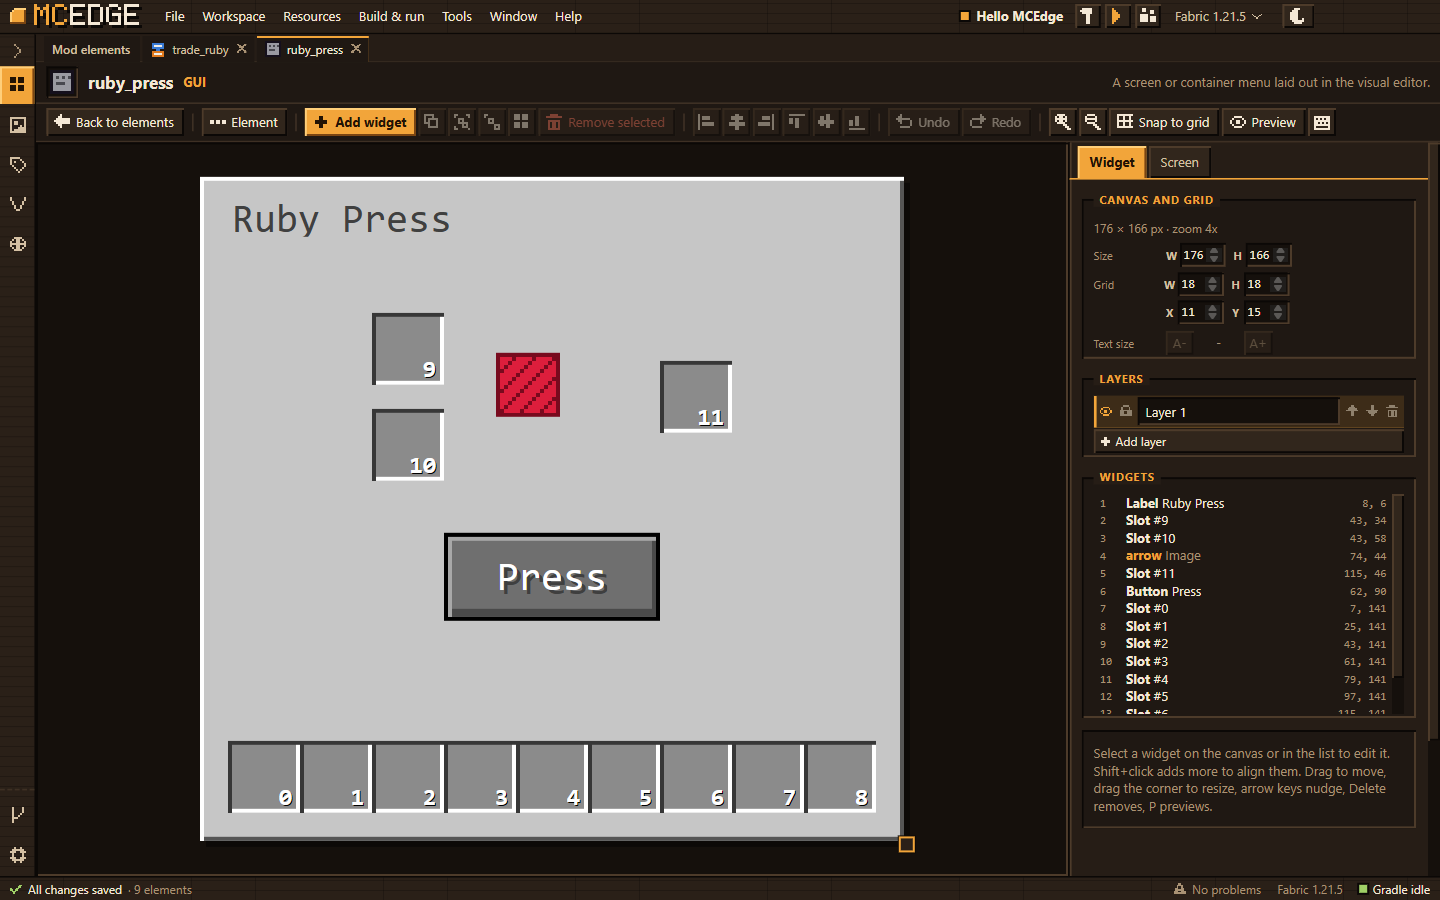 MCEDGE File Workspace Resources Build & run Tools Window Help Hello MCEdge Fabric 1.21.5
Mod elements trade_ruby ruby_press
ruby_press GUI A screen or container menu laid out in the visual editor.
Back to elements Element Add widget Remove selected Undo Redo Snap to grid Preview
Widget Screen
CANVAS AND GRID
176 × 166 px · zoom 4x
Size W 176 H 166
Grid W 18 H 18
X 11 Y 15
Text size A- - A+
LAYERS
Layer 1
Add layer
WIDGETS
1 Label Ruby Press 8, 6
2 Slot #9 43, 34
3 Slot #10 43, 58
4 arrow Image 74, 44
5 Slot #11 115, 46
6 Button Press 62, 90
7 Slot #0 7, 141
8 Slot #1 25, 141
9 Slot #2 43, 141
10 Slot #3 61, 141
11 Slot #4 79, 141
12 Slot #5 97, 141
13 Slot #6 115, 141
Select a widget on the canvas or in the list to edit it.
Shift+click adds more to align them. Drag to move,
drag the corner to resize, arrow keys nudge, Delete
removes, P previews.
Ruby Press
9
10
11
Press
0 1 2 3 4 5 6 7 8
All changes saved · 9 elements No problems Fabric 1.21.5 Gradle idle